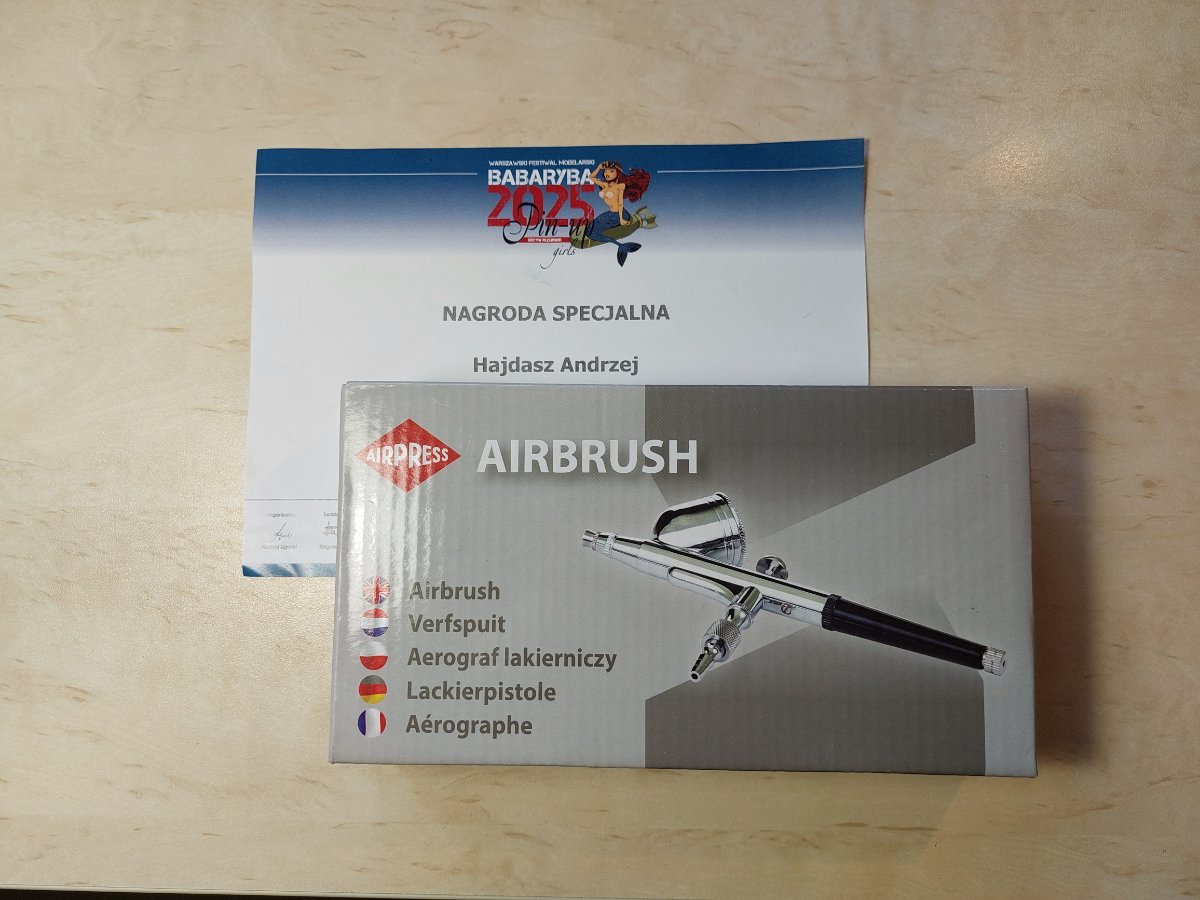 WARSZAWSKI FESTIWAL MODELARSKI
BABARYBA
2025
Pin-up
girls
NAGRODA SPECJALNA
Hajdasz Andrzej
AIRPRESS
AIRBRUSH
Airbrush
Verfspuit
Aerograf lakierniczy
Lackierpistole
Aérographe